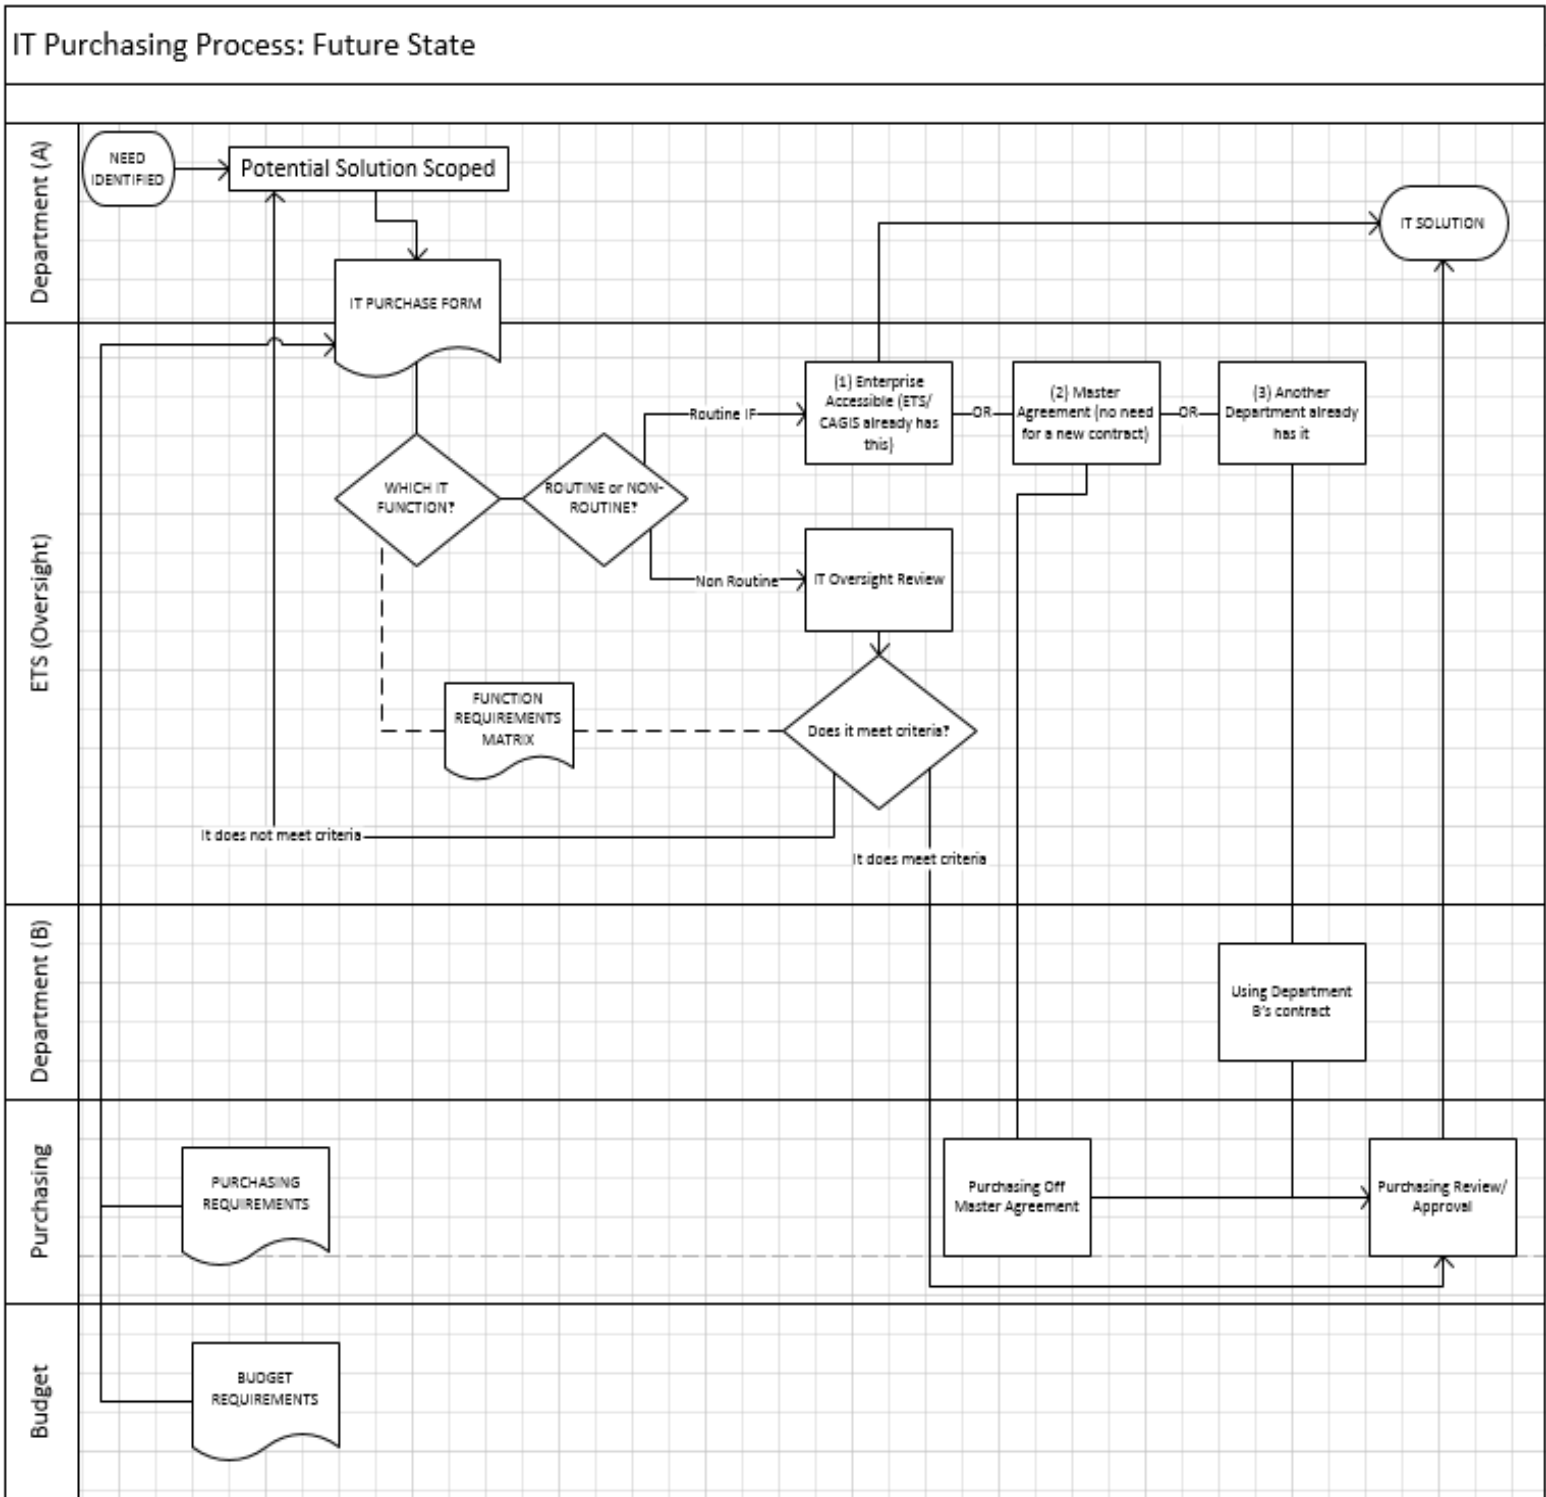 IT Purchasing Process: Future State
Department (A)
NEED
IDENTIFIED
Potential Solution Scoped
IT SOLUTION
IT PURCHASE FORM
ETS (Oversight)
(1) Enterprise
Accessible (ETS/
CAGIS already has
this)
OR
(2) Master
Agreement (no need
for a new contract)
OR
(3) Another
Department already
has it
Routine IF
WHICH IT
FUNCTION?
ROUTINE or NON-
ROUTINE?
Non Routine
IT Oversight Review
FUNCTION
REQUIREMENTS
MATRIX
Does it meet criteria?
It does not meet criteria
It does meet criteria
Department (B)
Using Department
B's contract
Purchasing
PURCHASING
REQUIREMENTS
Purchasing Off
Master Agreement
Purchasing Review/
Approval
Budget
BUDGET
REQUIREMENTS